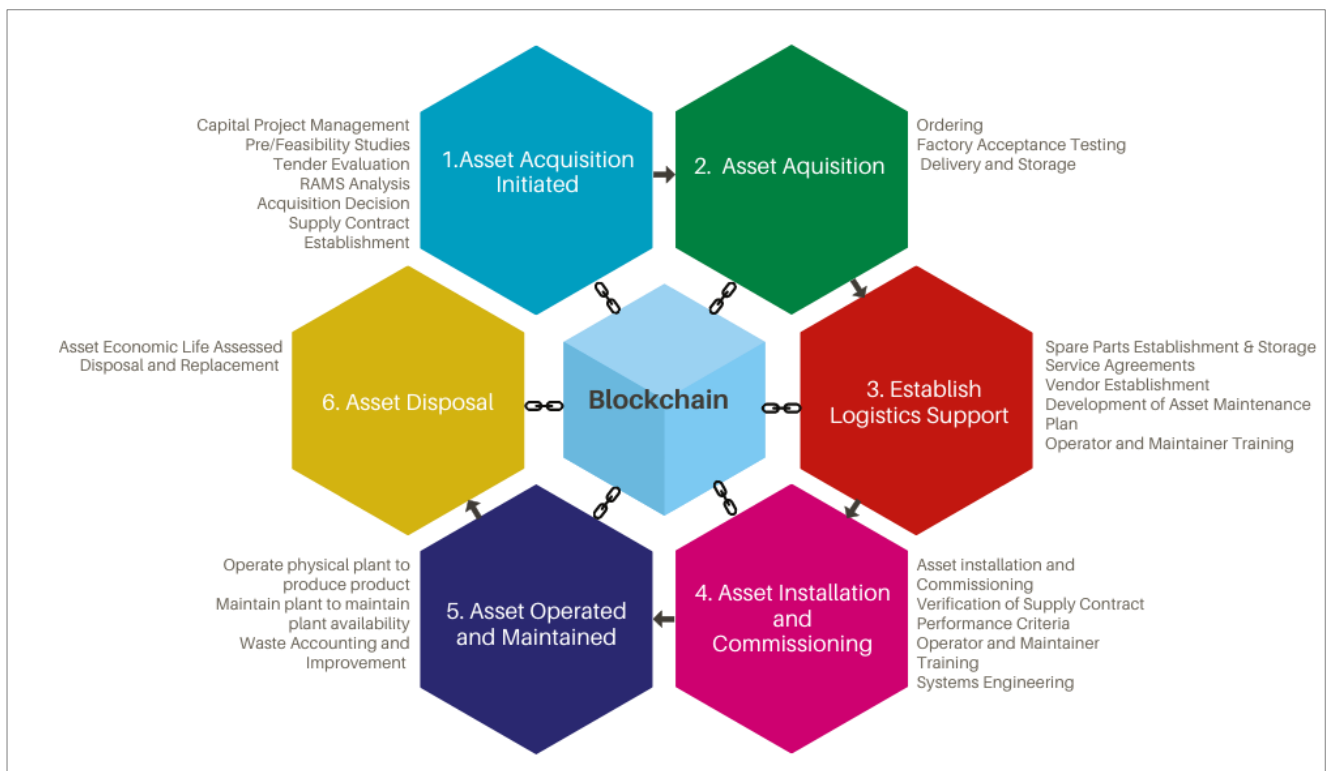 Capital Project Management
Pre/Feasibility Studies
Tender Evaluation
RAMS Analysis
Acquisition Decision
Supply Contract
Establishment
1.Asset Acquisition
Initiated
2. Asset Aquisition
Ordering
Factory Acceptance Testing
Delivery and Storage
Asset Economic Life Assessed
Disposal and Replacement
6. Asset Disposal
Blockchain
3. Establish
Logistics Support
Spare Parts Establishment & Storage
Service Agreements
Vendor Establishment
Development of Asset Maintenance
Plan
Operator and Maintainer Training
Operate physical plant to
produce product
Maintain plant to maintain
plant availability
Waste Accounting and
Improvement
5. Asset Operated
and Maintained
4. Asset Installation
and
Commissioning
Asset installation and
Commissioning
Verification of Supply Contract
Performance Criteria
Operator and Maintainer
Training
Systems Engineering